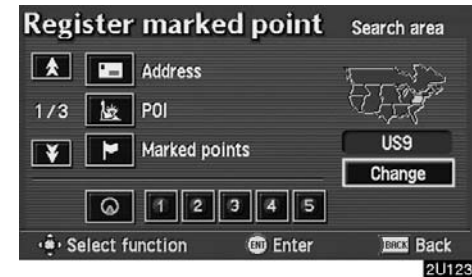 Register marked point
Search area
Address
1/3
POI
Marked points
US9
Change
1 2 3 4 5
Select function
ENT Enter
BACK Back
2U123